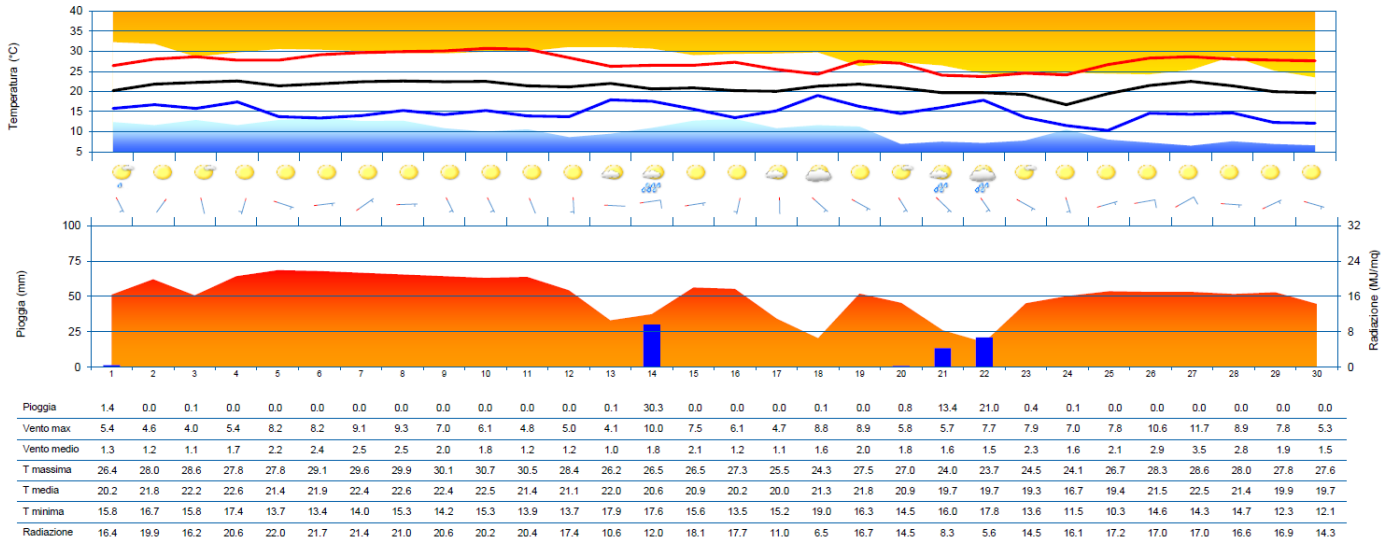 40
35
30
25
20
15
10
5
Temperatura (°C)
100
75
50
25
0
Pioggia (mm)
32
24
16
8
0
Radiazione (MJ/mq)
1 2 3 4 5 6 7 8 9 10 11 12 13 14 15 16 17 18 19 20 21 22 23 24 25 26 27 28 29 30
Pioggia 1.4 0.0 0.1 0.0 0.0 0.0 0.0 0.0 0.0 0.0 0.0 0.0 0.1 30.3 0.0 0.0 0.0 0.1 0.0 0.8 13.4 21.0 0.4 0.1 0.0 0.0 0.0 0.0 0.0 0.0
Vento max 5.4 4.6 4.0 5.4 8.2 8.2 9.1 9.3 7.0 6.1 4.8 5.0 4.1 10.0 7.5 6.1 4.7 8.8 8.9 5.8 5.7 7.7 7.9 7.0 7.8 10.6 11.7 8.9 7.8 5.3
Vento medio 1.3 1.2 1.1 1.7 2.2 2.4 2.5 2.5 2.0 1.8 1.2 1.2 1.0 1.8 2.1 1.2 1.1 1.6 2.0 1.8 1.6 1.5 2.3 1.6 2.1 2.9 3.5 2.8 1.9 1.5
T massima 26.4 28.0 28.6 27.8 27.8 29.1 29.6 29.9 30.1 30.7 30.5 28.4 26.2 26.5 26.5 27.3 25.5 24.3 27.5 27.0 24.0 23.7 24.5 24.1 26.7 28.3 28.6 28.0 27.8 27.6
T media 20.2 21.8 22.2 22.6 21.4 21.9 22.4 22.6 22.4 22.5 21.4 21.1 22.0 20.6 20.9 20.2 20.0 21.3 21.8 20.9 19.7 19.7 19.3 16.7 19.4 21.5 22.5 21.4 19.9 19.7
T minima 15.8 16.7 15.8 17.4 13.7 13.4 14.0 15.3 14.2 15.3 13.9 13.7 17.9 17.6 15.6 13.5 15.2 19.0 16.3 14.5 16.0 17.8 13.6 11.5 10.3 14.6 14.3 14.7 12.3 12.1
Radiazione 16.4 19.9 16.2 20.6 22.0 21.7 21.4 21.0 20.6 20.2 20.4 17.4 10.6 12.0 18.1 17.7 11.0 6.5 16.7 14.5 8.3 5.6 14.5 16.1 17.2 17.0 17.0 16.6 16.9 14.3